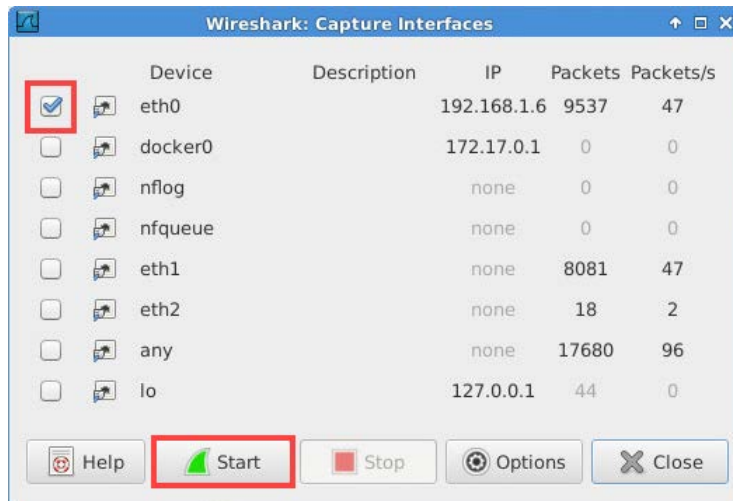 Wireshark: Capture Interfaces
Device Description IP Packets Packets/s
eth0 192.168.1.6 9537 47
docker0 172.17.0.1 0 0
nflog none 0 0
nfqueue none 0 0
eth1 none 8081 47
eth2 none 18 2
any none 17680 96
lo 127.0.0.1 44 0
Help Start Stop Options Close